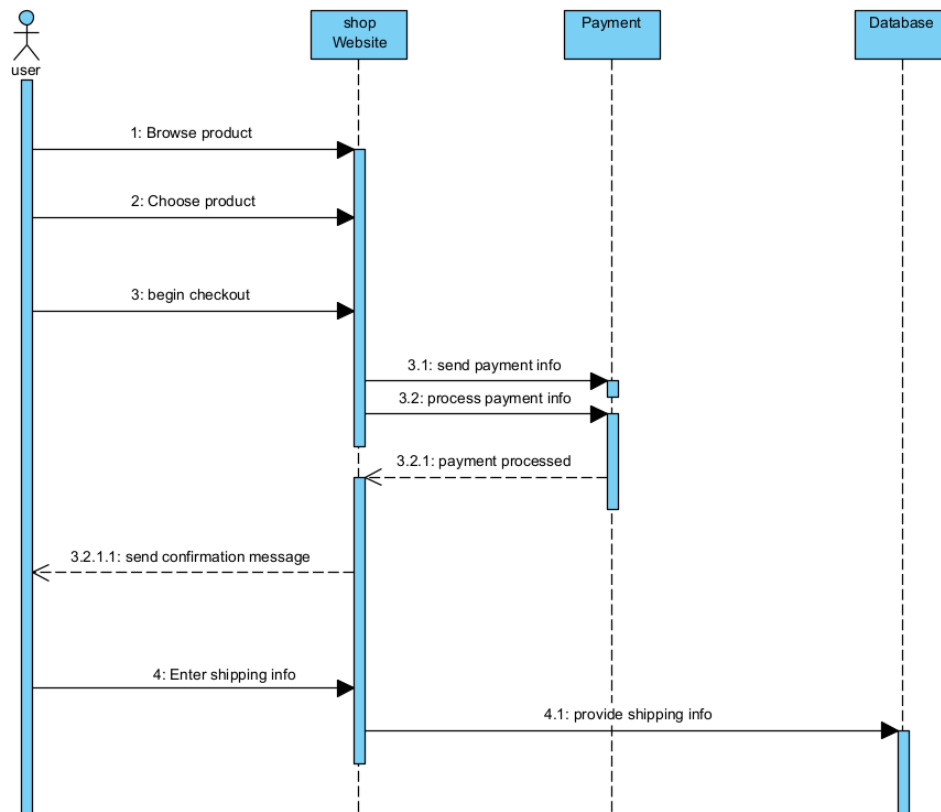 user
shop
Website
Payment
Database
1: Browse product
2: Choose product
3: begin checkout
3.1: send payment info
3.2: process payment info
3.2.1: payment processed
3.2.1.1: send confirmation message
4: Enter shipping info
4.1: provide shipping info